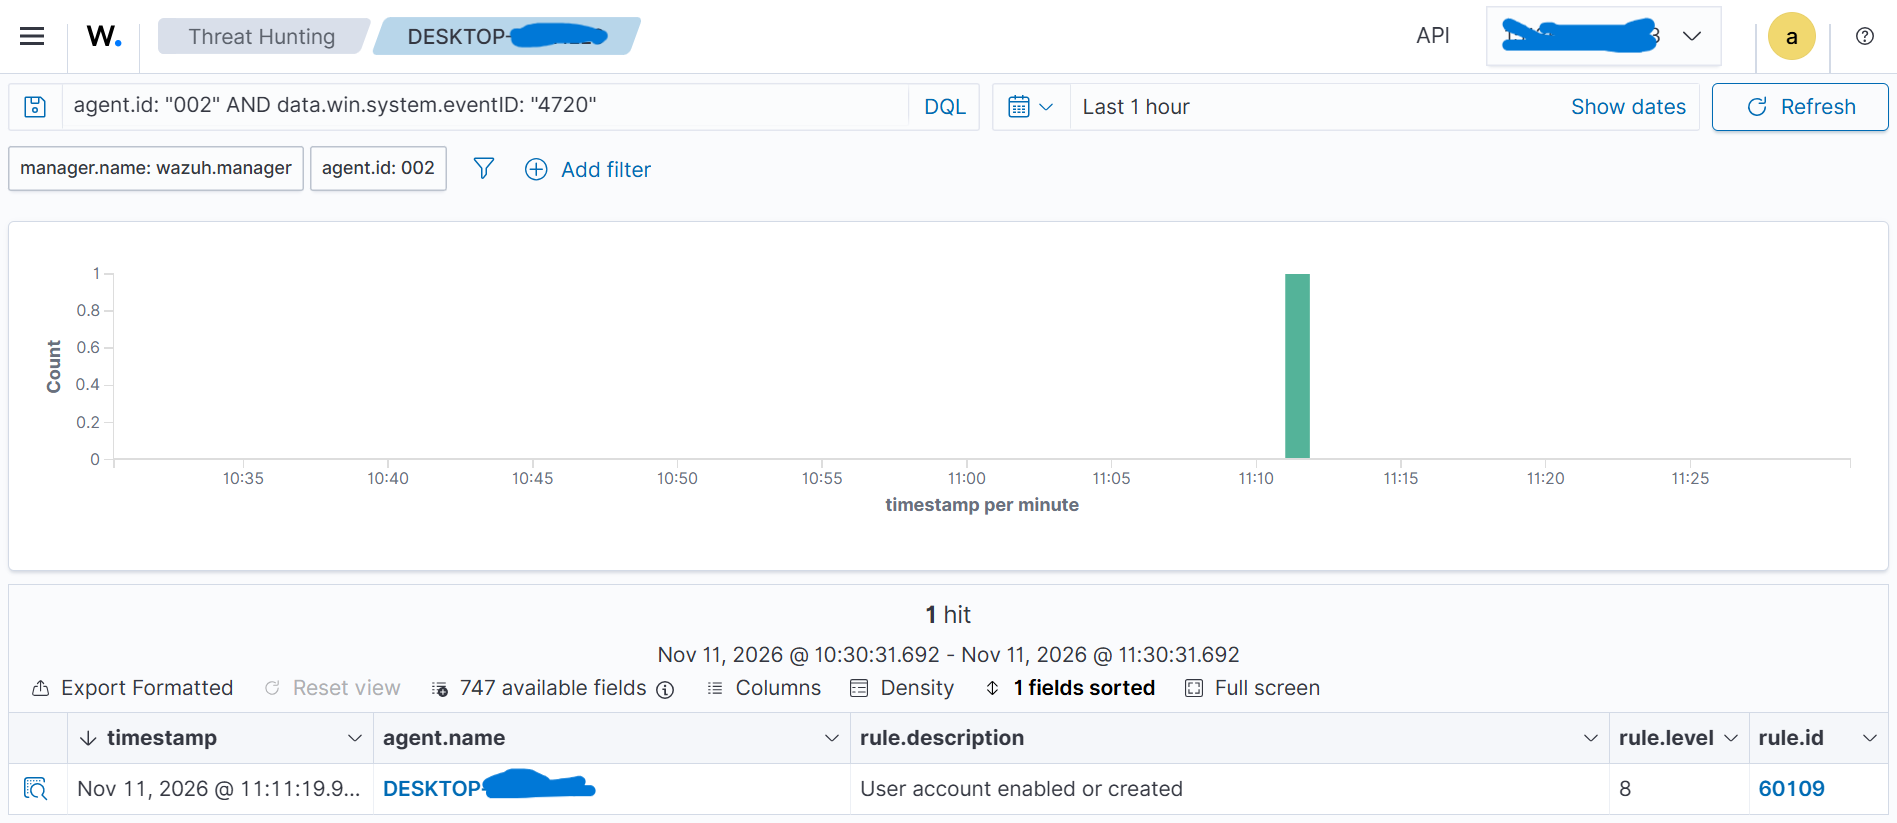 W. Threat Hunting DESKTOP- API a
agent.id: "002" AND data.win.system.eventID: "4720" DQL Last 1 hour Show dates Refresh
manager.name: wazuh.manager agent.id: 002 Add filter
1
0.8
0.6
0.4
0.2
0
Count
10:35 10:40 10:45 10:50 10:55 11:00 11:05 11:10 11:15 11:20 11:25
timestamp per minute
1 hit
Nov 11, 2026 @ 10:30:31.692 - Nov 11, 2026 @ 11:30:31.692
Export Formatted Reset view 747 available fields Columns Density 1 fields sorted Full screen
timestamp agent.name rule.description rule.level rule.id
Nov 11, 2026 @ 11:11:19.9... DESKTOP- User account enabled or created 8 60109